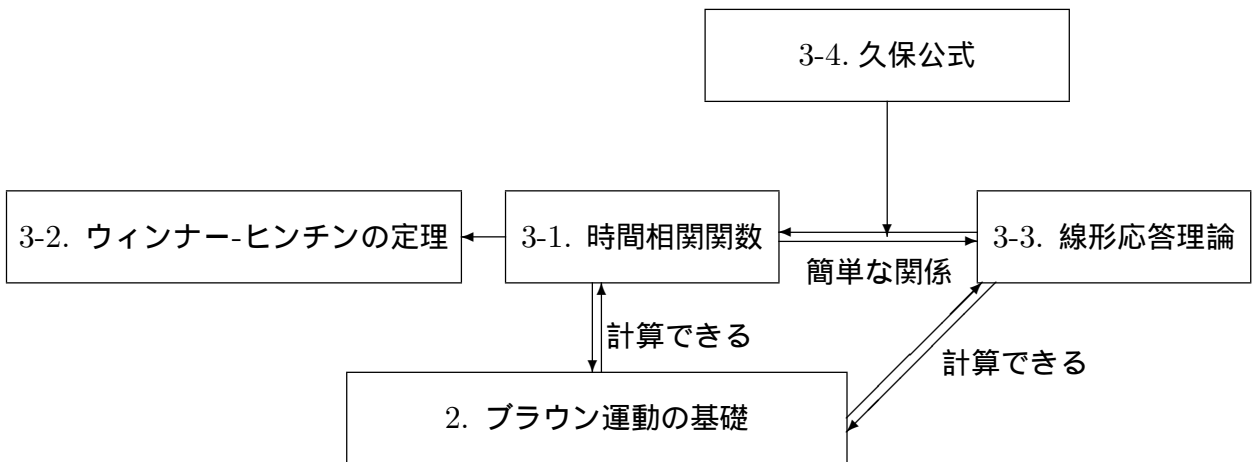 3-4. 久保公式
3-2. ウィンナー-ヒンチンの定理
3-1. 時間相関関数
3-3. 線形応答理論
簡単な関係
計算できる
計算できる
2. ブラウン運動の基礎